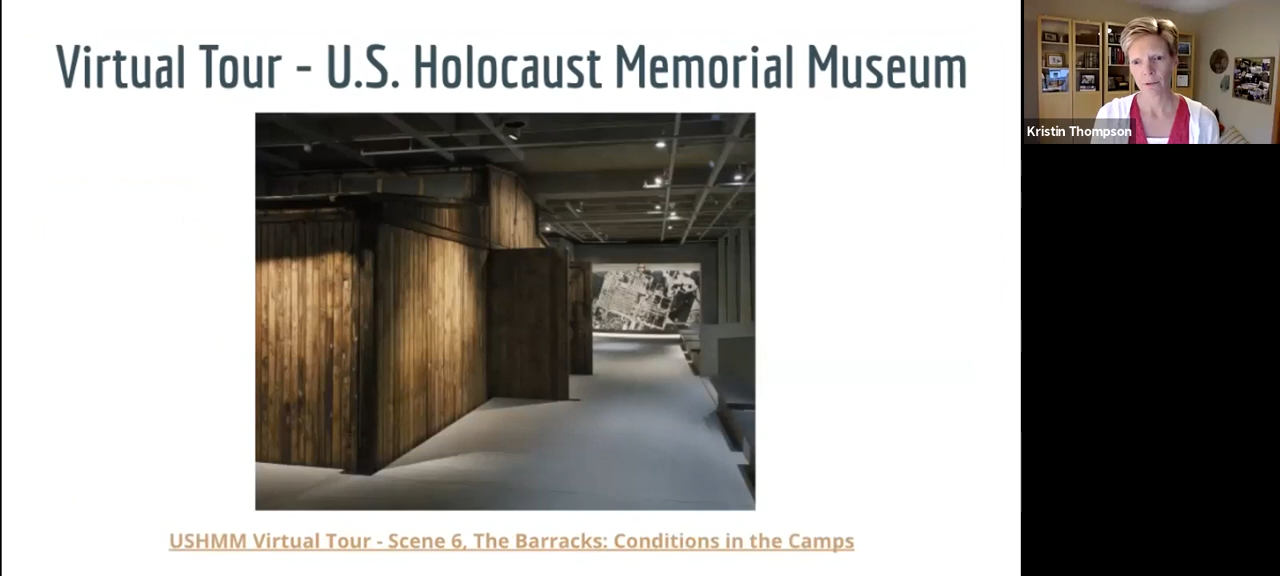 Virtual Tour - U.S. Holocaust Memorial Museum
Kristin Thompson
USHMM Virtual Tour - Scene 6, The Barracks: Conditions in the Camps